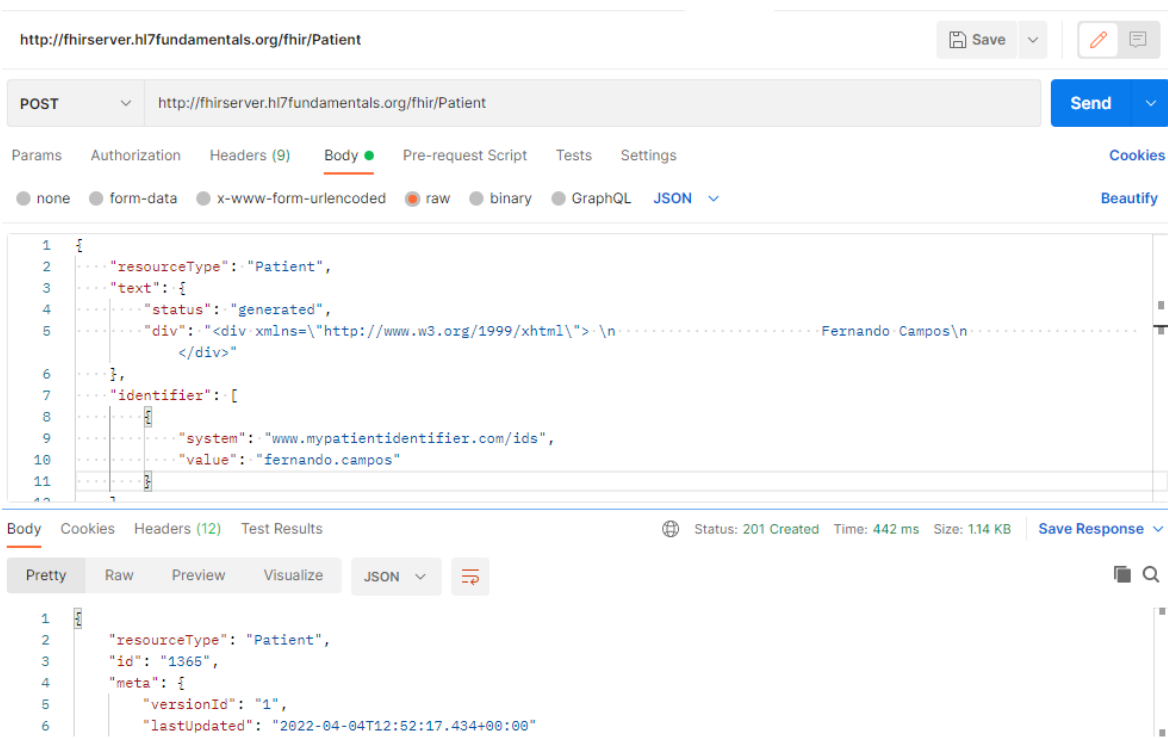 http://fhirserver.hl7fundamentals.org/fhir/Patient
Save
POST http://fhirserver.hl7fundamentals.org/fhir/Patient Send
Params Authorization Headers (9) Body Pre-request Script Tests Settings Cookies
none form-data x-www-form-urlencoded raw binary GraphQL JSON Beautify
1 {
2 "resourceType": "Patient",
3 "text": {
4 "status": "generated",
5 "div": "<div xmlns=\"http://www.w3.org/1999/xhtml\"> \n Fernando Campos\n
</div>"
6 },
7 "identifier": [
8 {
9 "system": "www.mypatientidentifier.com/ids",
10 "value": "fernando.campos"
11 }
Body Cookies Headers (12) Test Results Status: 201 Created Time: 442 ms Size: 1.14 KB Save Response
Pretty Raw Preview Visualize JSON
1 {
2 "resourceType": "Patient",
3 "id": "1365",
4 "meta": {
5 "versionId": "1",
6 "lastUpdated": "2022-04-04T12:52:17.434+00:00"